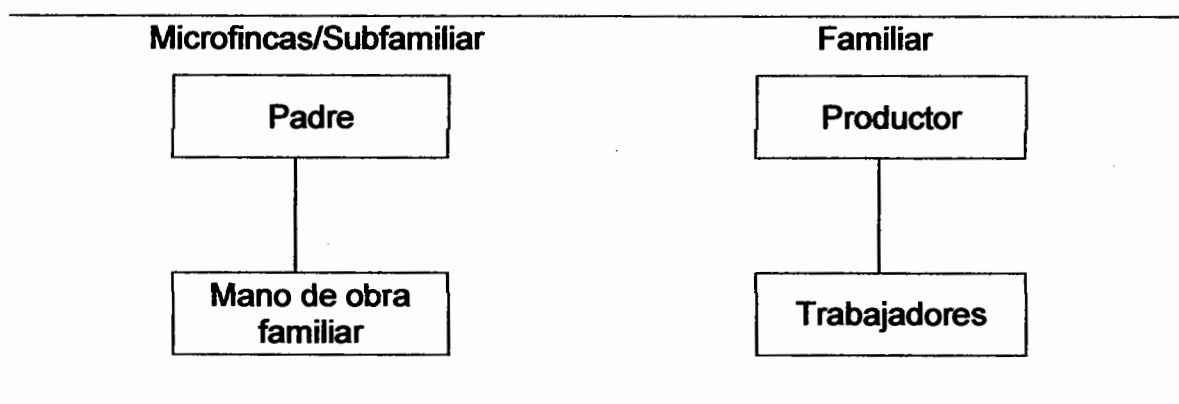 Microfincas/Subfamiliar
Familiar
Padre
Productor
Mano de obra
familiar
Trabajadores